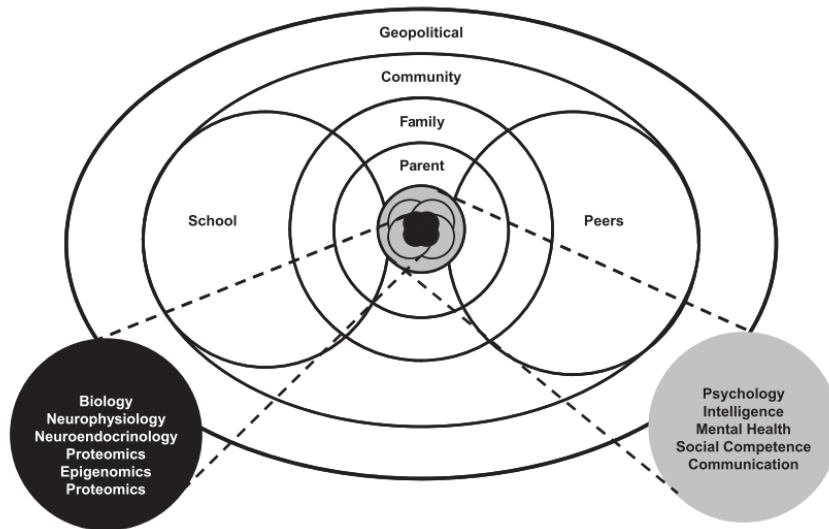 Geopolitical
Community
Family
Parent
School
Peers
Biology
Neurophysiology
Neuroendocrinology
Proteomics
Epigenomics
Proteomics
Psychology
Intelligence
Mental Health
Social Competence
Communication